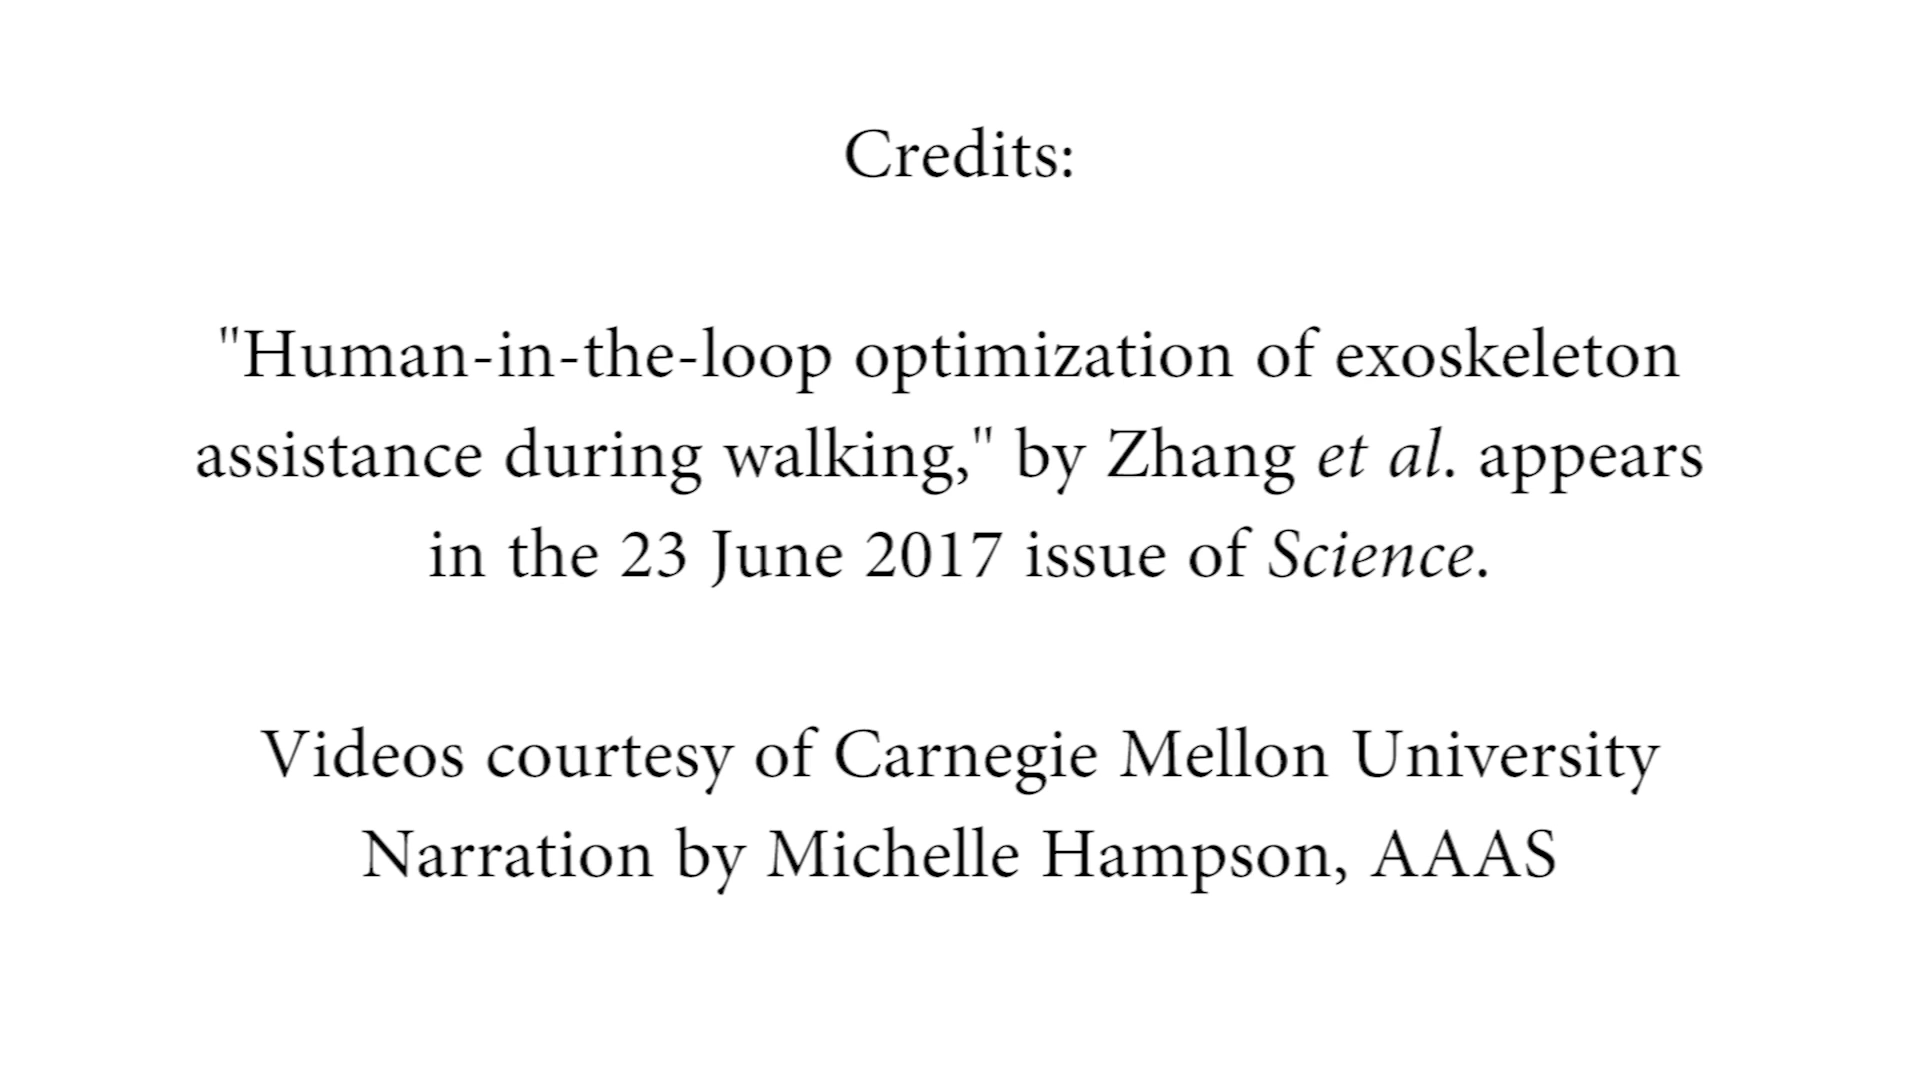 Credits:
"Human-in-the-loop optimization of exoskeleton
assistance during walking," by Zhang et al. appears
in the 23 June 2017 issue of Science.
Videos courtesy of Carnegie Mellon University
Narration by Michelle Hampson, AAAS